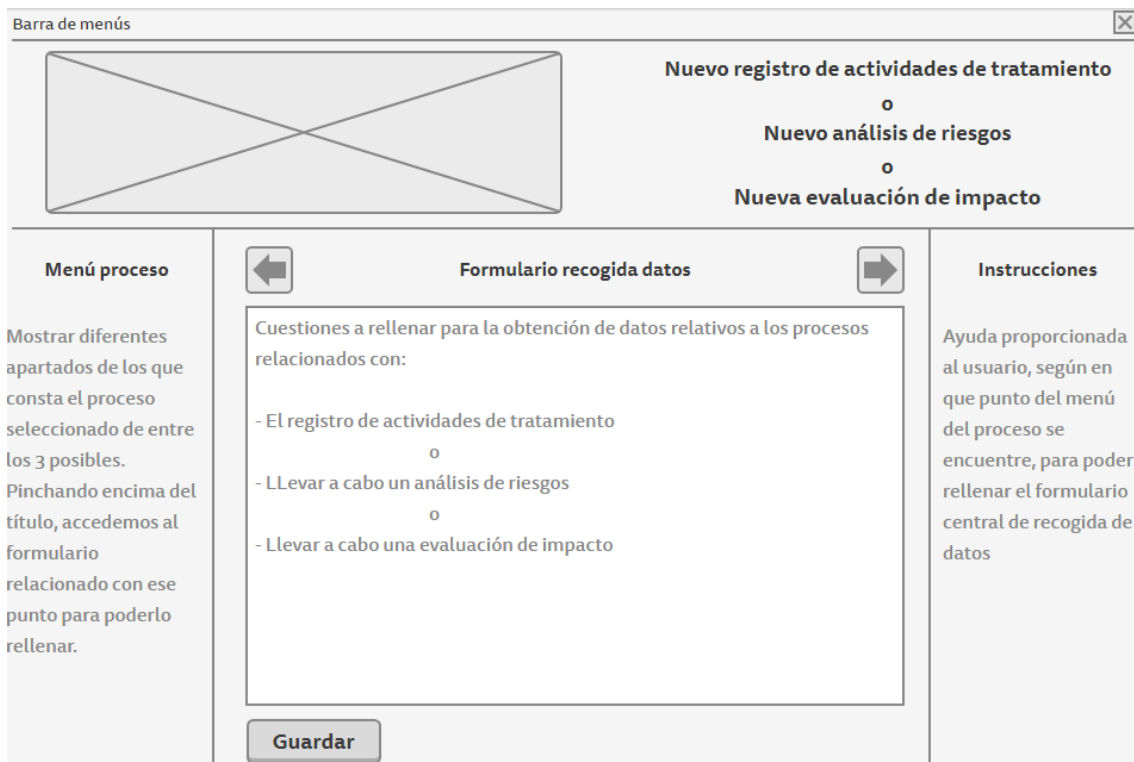 Barra de menús
Nuevo registro de actividades de tratamiento
o
Nuevo análisis de riesgos
o
Nueva evaluación de impacto
Menú proceso
Mostrar diferentes
apartados de los que
consta el proceso
seleccionado de entre
los 3 posibles.
Pinchando encima del
título, accedemos al
formulario
relacionado con ese
punto para poderlo
rellenar.
Formulario recogida datos
Cuestiones a rellenar para la obtención de datos relativos a los procesos
relacionados con:
- El registro de actividades de tratamiento
o
- LLevar a cabo un análisis de riesgos
o
- Llevar a cabo una evaluación de impacto
Guardar
Instrucciones
Ayuda proporcionada
al usuario, según en
que punto del menú
del proceso se
encuentre, para poder
rellenar el formulario
central de recogida de
datos